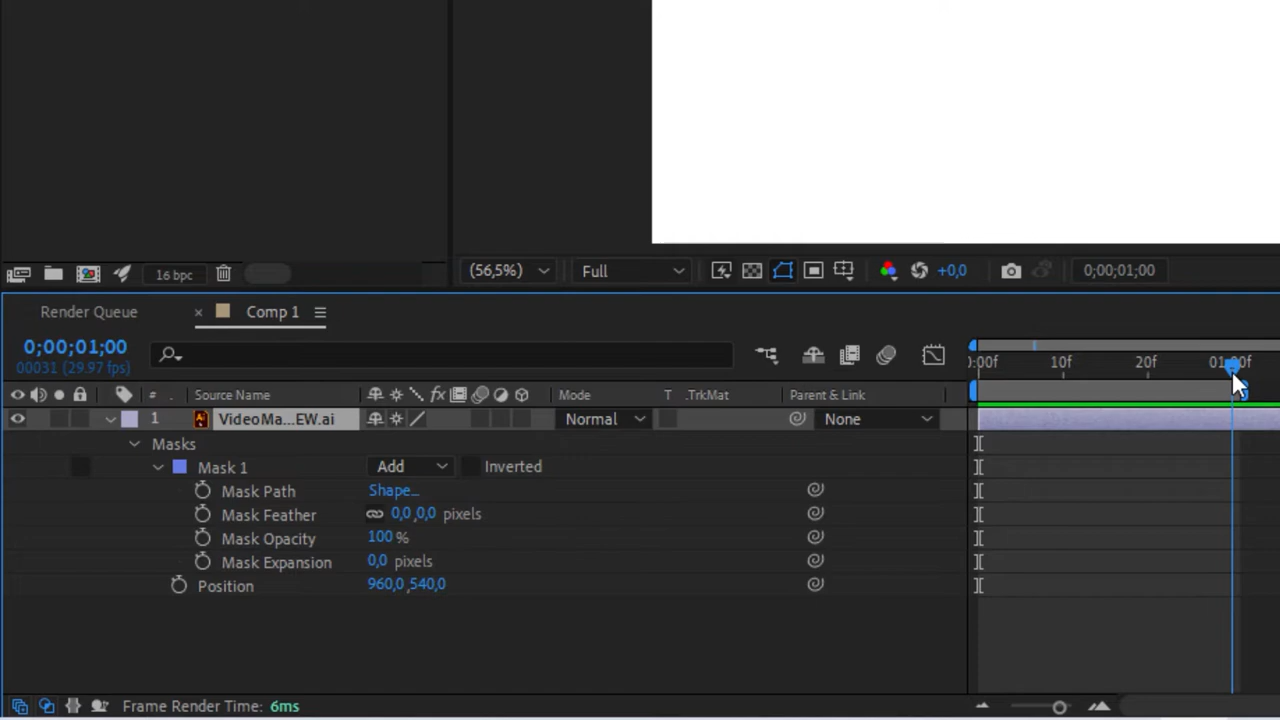 16 bpc (56,5%) Full +0,0 0;00;01;00
Render Queue × Comp 1
0;00;01;00
00031 (29.97 fps)
0:00f 10f 20f 01:00f
# Source Name Mode T .TrkMat Parent & Link
1 VideoMa...EW.ai Normal None
Masks
Mask 1 Add Inverted
Mask Path Shape...
Mask Feather 0,0 ,0,0 pixels
Mask Opacity 100 %
Mask Expansion 0,0 pixels
Position 960,0 ,540,0
Frame Render Time: 6ms